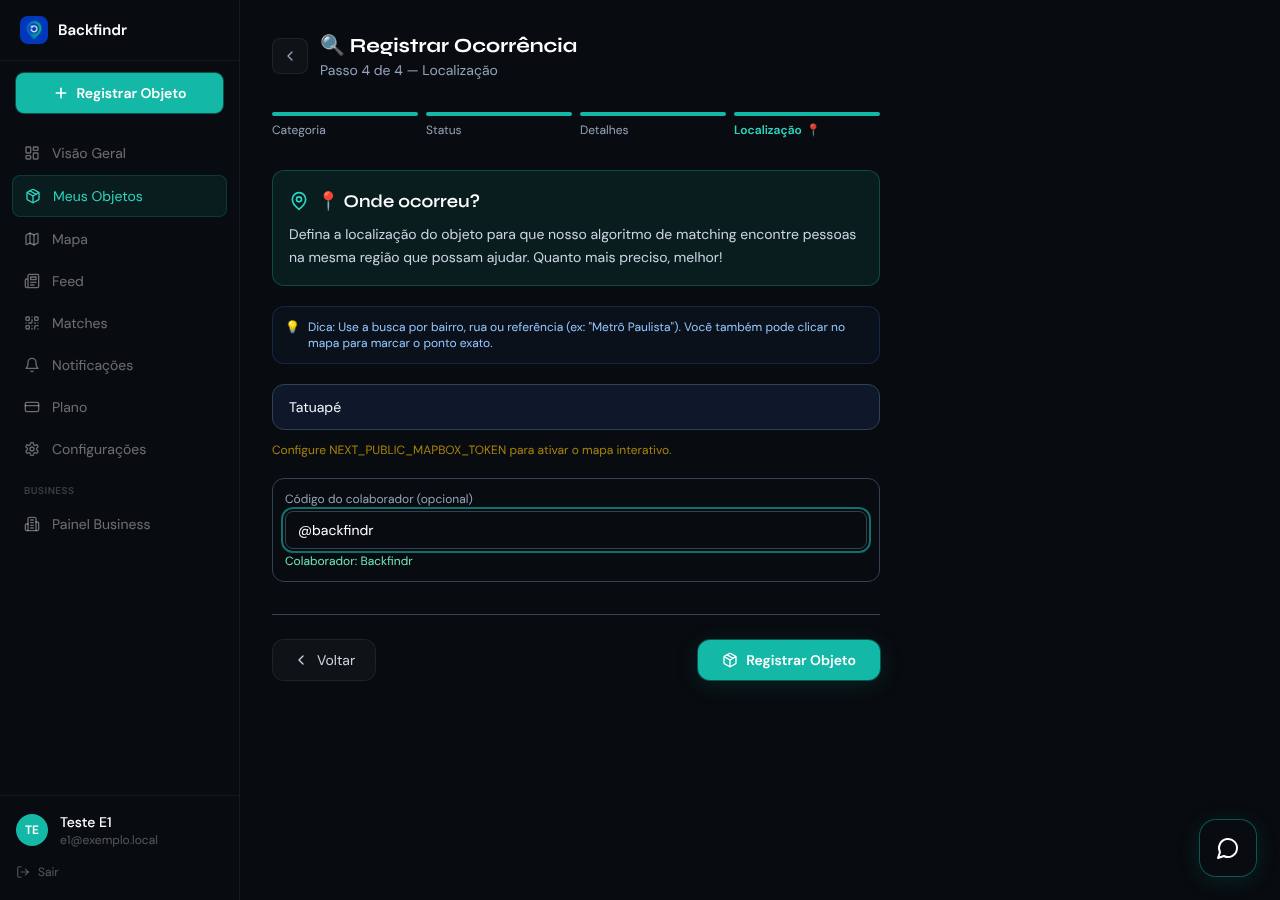 Backfindr
Registrar Objeto
Visão Geral
Meus Objetos
Mapa
Feed
Matches
Notificações
Plano
Configurações
BUSINESS
Painel Business
TE
Teste E1
e1@exemplo.local
Sair
🔍 Registrar Ocorrência
Passo 4 de 4 — Localização
Categoria
Status
Detalhes
Localização 📍
📍 Onde ocorreu?
Defina a localização do objeto para que nosso algoritmo de matching encontre pessoas
na mesma região que possam ajudar. Quanto mais preciso, melhor!
💡 Dica: Use a busca por bairro, rua ou referência (ex: "Metrô Paulista"). Você também pode clicar no
mapa para marcar o ponto exato.
Tatuapé
Configure NEXT_PUBLIC_MAPBOX_TOKEN para ativar o mapa interativo.
Código do colaborador (opcional)
@backfindr
Colaborador: Backfindr
Voltar
Registrar Objeto